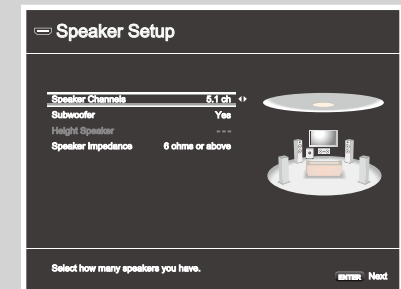 Speaker Setup
Speaker Channels 5.1 ch
Subwoofer Yes
Height Speaker ---
Speaker Impedance 6 ohms or above
Select how many speakers you have.
ENTER Next